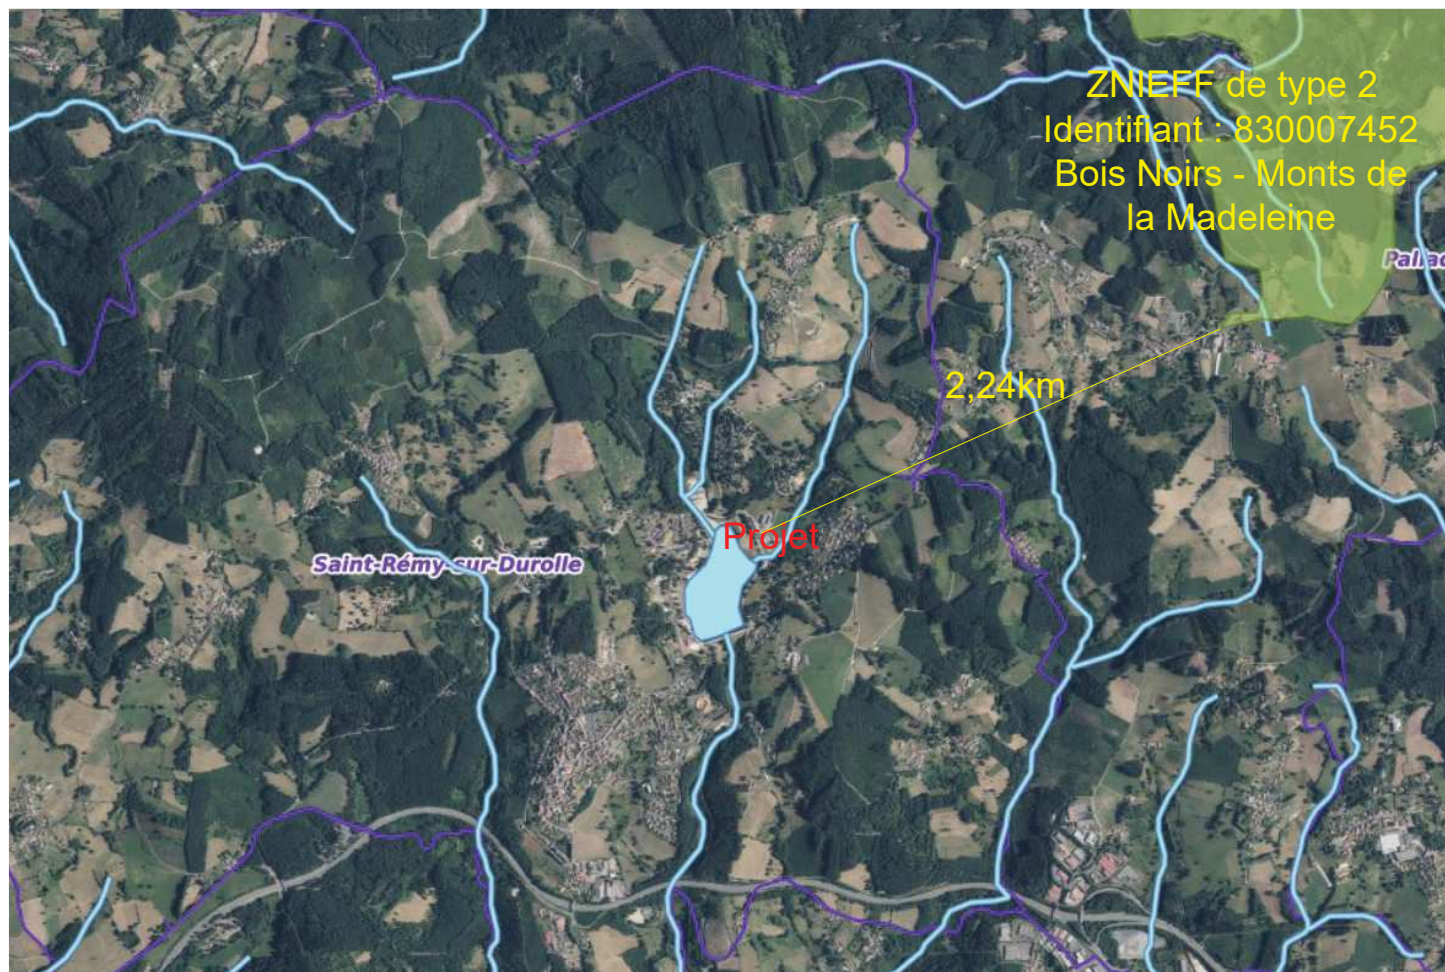 ZNIEFF de type 2
Identifiant : 830007452
Bois Noirs - Monts de
la Madeleine
2,24km
Projet
Saint-Rémy-sur-Durolle